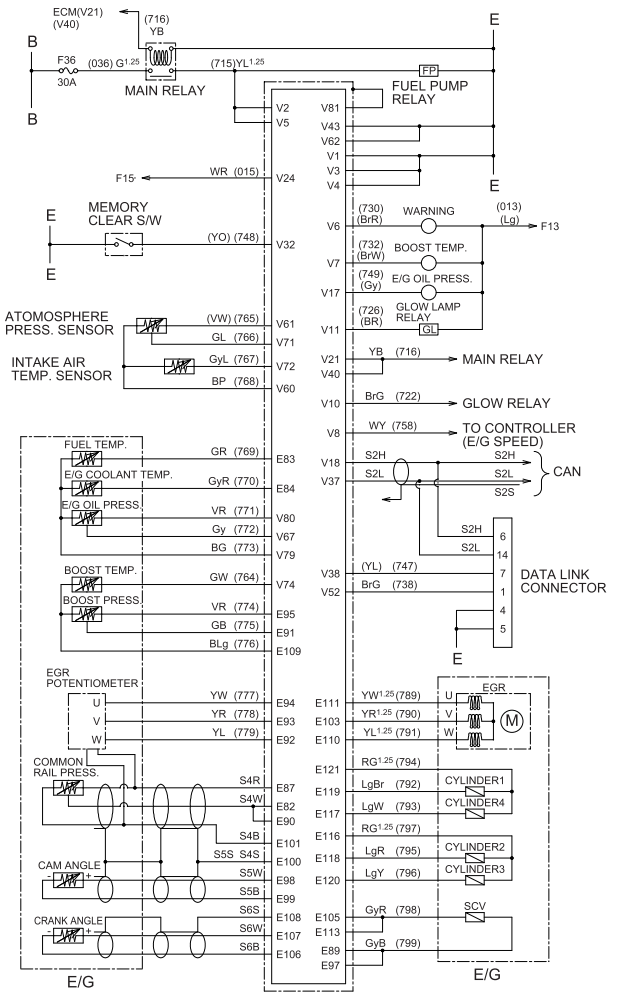 ECM(V21)
(V40)
(716)
YB
E
B
F36
30A
(036) G1.25
(715)YL1.25
FP
MAIN RELAY
FUEL PUMP
RELAY
B
V2
V5
V81
V43
V62
V1
V3
V4
E
F15
WR (015)
V24
MEMORY
CLEAR S/W
E
(YO) (748)
V32
E
(730)
(BrR)
WARNING
(013)
(Lg)
V6
F13
(732)
(BrW)
BOOST TEMP.
V7
(749)
(Gy)
E/G OIL PRESS.
V17
(726)
(BR)
GLOW LAMP
RELAY
V11
GL
ATOMOSPHERE
PRESS. SENSOR
(VW) (765)
V61
GL (766)
V71
INTAKE AIR
TEMP. SENSOR
GyL (767)
V72
BP (768)
V60
V21
YB (716)
MAIN RELAY
V40
V10
BrG (722)
GLOW RELAY
V8
WY (758)
TO CONTROLLER
(E/G SPEED)
V18
S2H
S2H
V37
S2L
S2L
S2S
CAN
FUEL TEMP.
GR (769)
E83
E/G COOLANT TEMP.
GyR (770)
E84
E/G OIL PRESS.
VR (771)
V80
Gy (772)
V67
BG (773)
V79
S2H
6
S2L
14
V38
(YL) (747)
7
V52
BrG (738)
1
4
5
DATA LINK
CONNECTOR
E
BOOST TEMP.
GW (764)
V74
BOOST PRESS.
VR (774)
E95
GB (775)
E91
BLg (776)
E109
EGR
POTENTIOMETER
U
V
W
YW (777)
E94
YR (778)
E93
YL (779)
E92
E111
YW1.25(789)
U
EGR
E103
YR1.25(790)
V
M
E110
YL1.25(791)
W
COMMON
RAIL PRESS.
S4R
E87
S4W
E82
E90
S4B
E101
S5S S4S
E100
CAM ANGLE
- +
S5W
E98
S5B
E99
CRANK ANGLE
- +
S6S
E108
S6W
E107
S6B
E106
E121
RG1.25(794)
E119
LgBr (792)
CYLINDER1
E117
LgW (793)
CYLINDER4
E116
RG1.25(797)
E118
LgR (795)
CYLINDER2
E120
LgY (796)
CYLINDER3
E105
GyR (798)
SCV
E113
E89
GyB (799)
E97
E/G
E/G